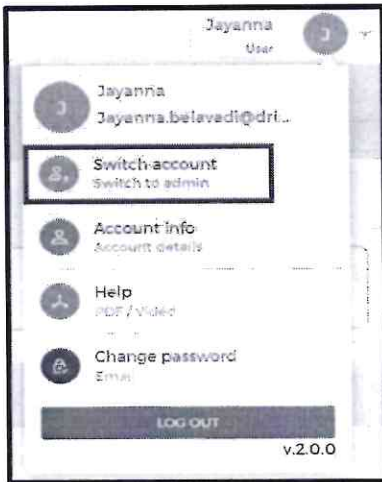 Jayanna
User
J
J
Jayanna
Jayanna.belavadi@dri...
Switch account
Switch to admin
Account info
Account details
Help
PDF / Video
Change password
Email
LOG OUT
v.2.0.0